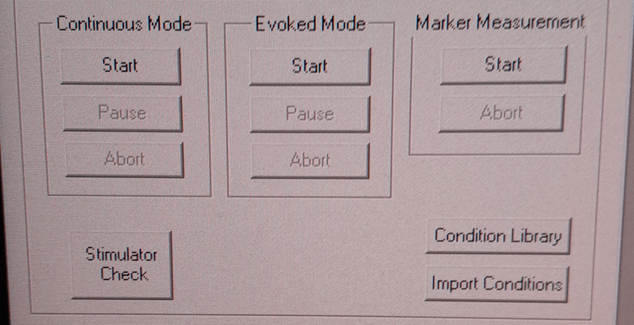 Continuous Mode
Start
Pause
Abort
Evoked Mode
Start
Pause
Abort
Marker Measurement
Start
Abort
Stimulator
Check
Condition Library
Import Conditions